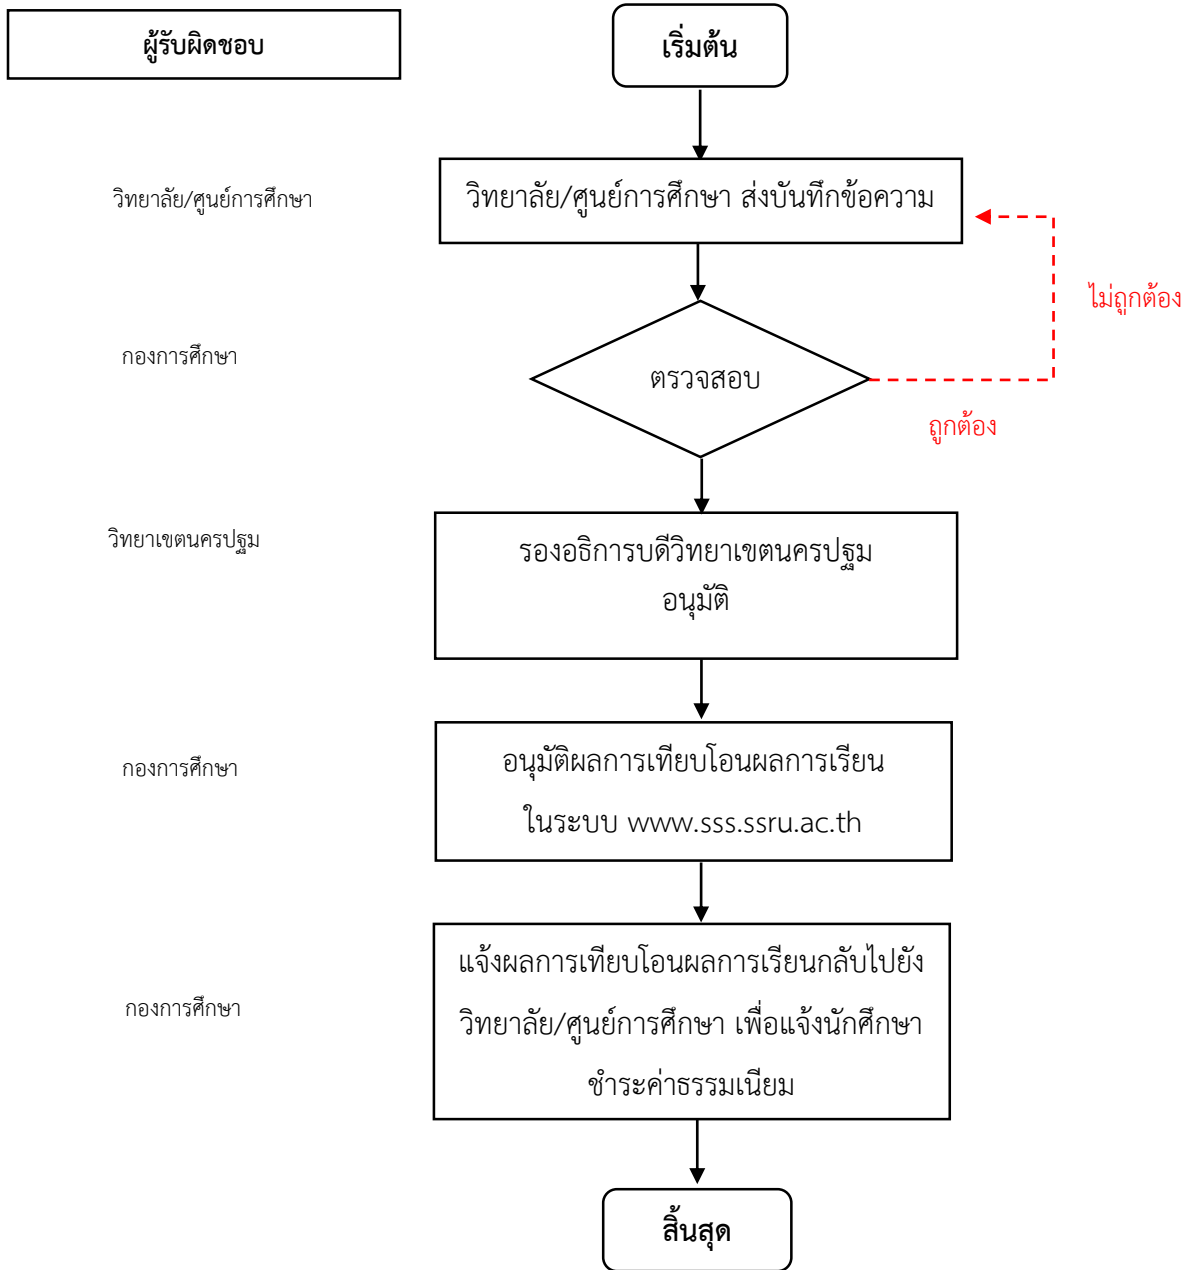 ผู้รับผิดชอบ
เริ่มต้น
วิทยาลัย/ศูนย์การศึกษา
วิทยาลัย/ศูนย์การศึกษา ส่งบันทึกข้อความ
ไม่ถูกต้อง
กองการศึกษา
ตรวจสอบ
ถูกต้อง
วิทยาเขตนครปฐม
รองอธิการบดีวิทยาเขตนครปฐม
อนุมัติ
กองการศึกษา
อนุมัติผลการเทียบโอนผลการเรียน
ในระบบ www.sss.ssru.ac.th
กองการศึกษา
แจ้งผลการเทียบโอนผลการเรียนกลับไปยัง
วิทยาลัย/ศูนย์การศึกษา เพื่อแจ้งนักศึกษา
ชำระค่าธรรมเนียม
สิ้นสุด